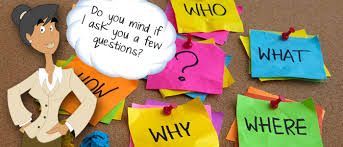 Do you mind if
I ask you a few
questions?
WHO
WHAT
HOW
?
WHY
WHERE